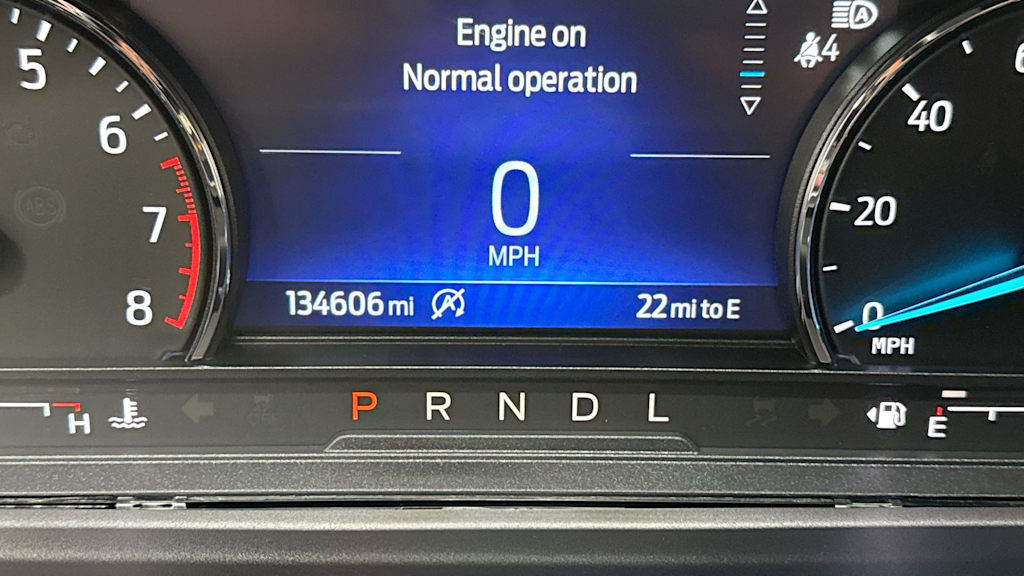 Engine on
Normal operation
A
4
5
6
7
8
0
MPH
134606 mi
A
22 mi to E
40
20
0
MPH
ABS
H
P R N D L
E